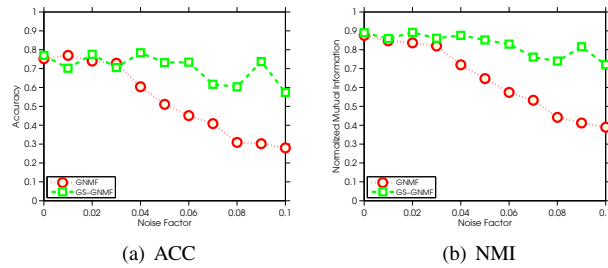 1
0.9
0.8
0.7
0.6
0.5
0.4
0.3
0.2
0.1
0
Accuracy
GNMF
GS-GNMF
0 0.02 0.04 0.06 0.08 0.1
Noise Factor
(a) ACC
1
0.9
0.8
0.7
0.6
0.5
0.4
0.3
0.2
0.1
0
Normalized Mutual Information
GNMF
GS-GNMF
0 0.02 0.04 0.06 0.08 0.1
Noise Factor
(b) NMI